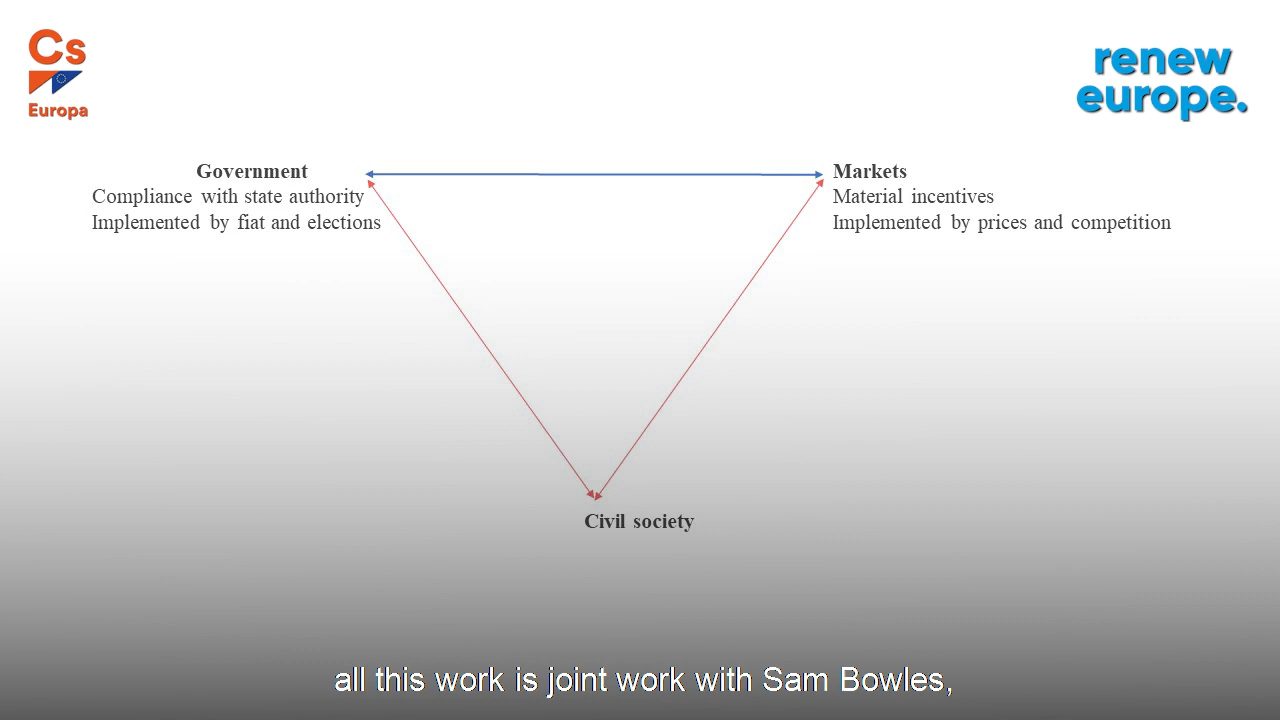 Cs
Europa
renew
europe.
Government
Compliance with state authority
Implemented by fiat and elections
Markets
Material incentives
Implemented by prices and competition
Civil society
all this work is joint work with Sam Bowles,